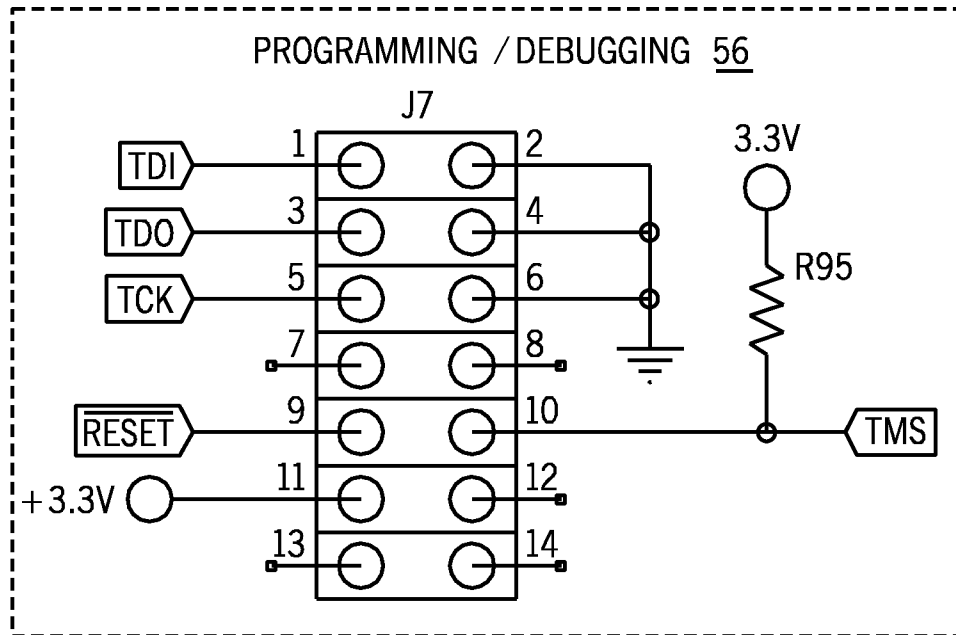 PROGRAMMING / DEBUGGING 56
J7
TDI 1 2 3.3V
TDO 3 4
TCK 5 6 R95
7 8
RESET 9 10 TMS
+3.3V 11 12
13 14